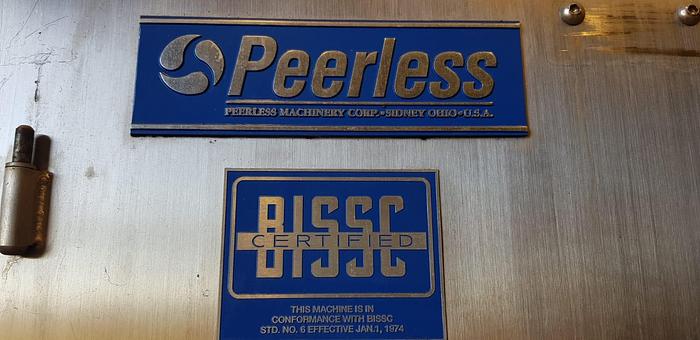 Peerless
PEERLESS MACHINERY CORP.•SIDNEY OHIO•U.S.A.
BISSC
CERTIFIED
THIS MACHINE IS IN
CONFORMANCE WITH BISSC
STD. NO. 6 EFFECTIVE JAN.1, 1974